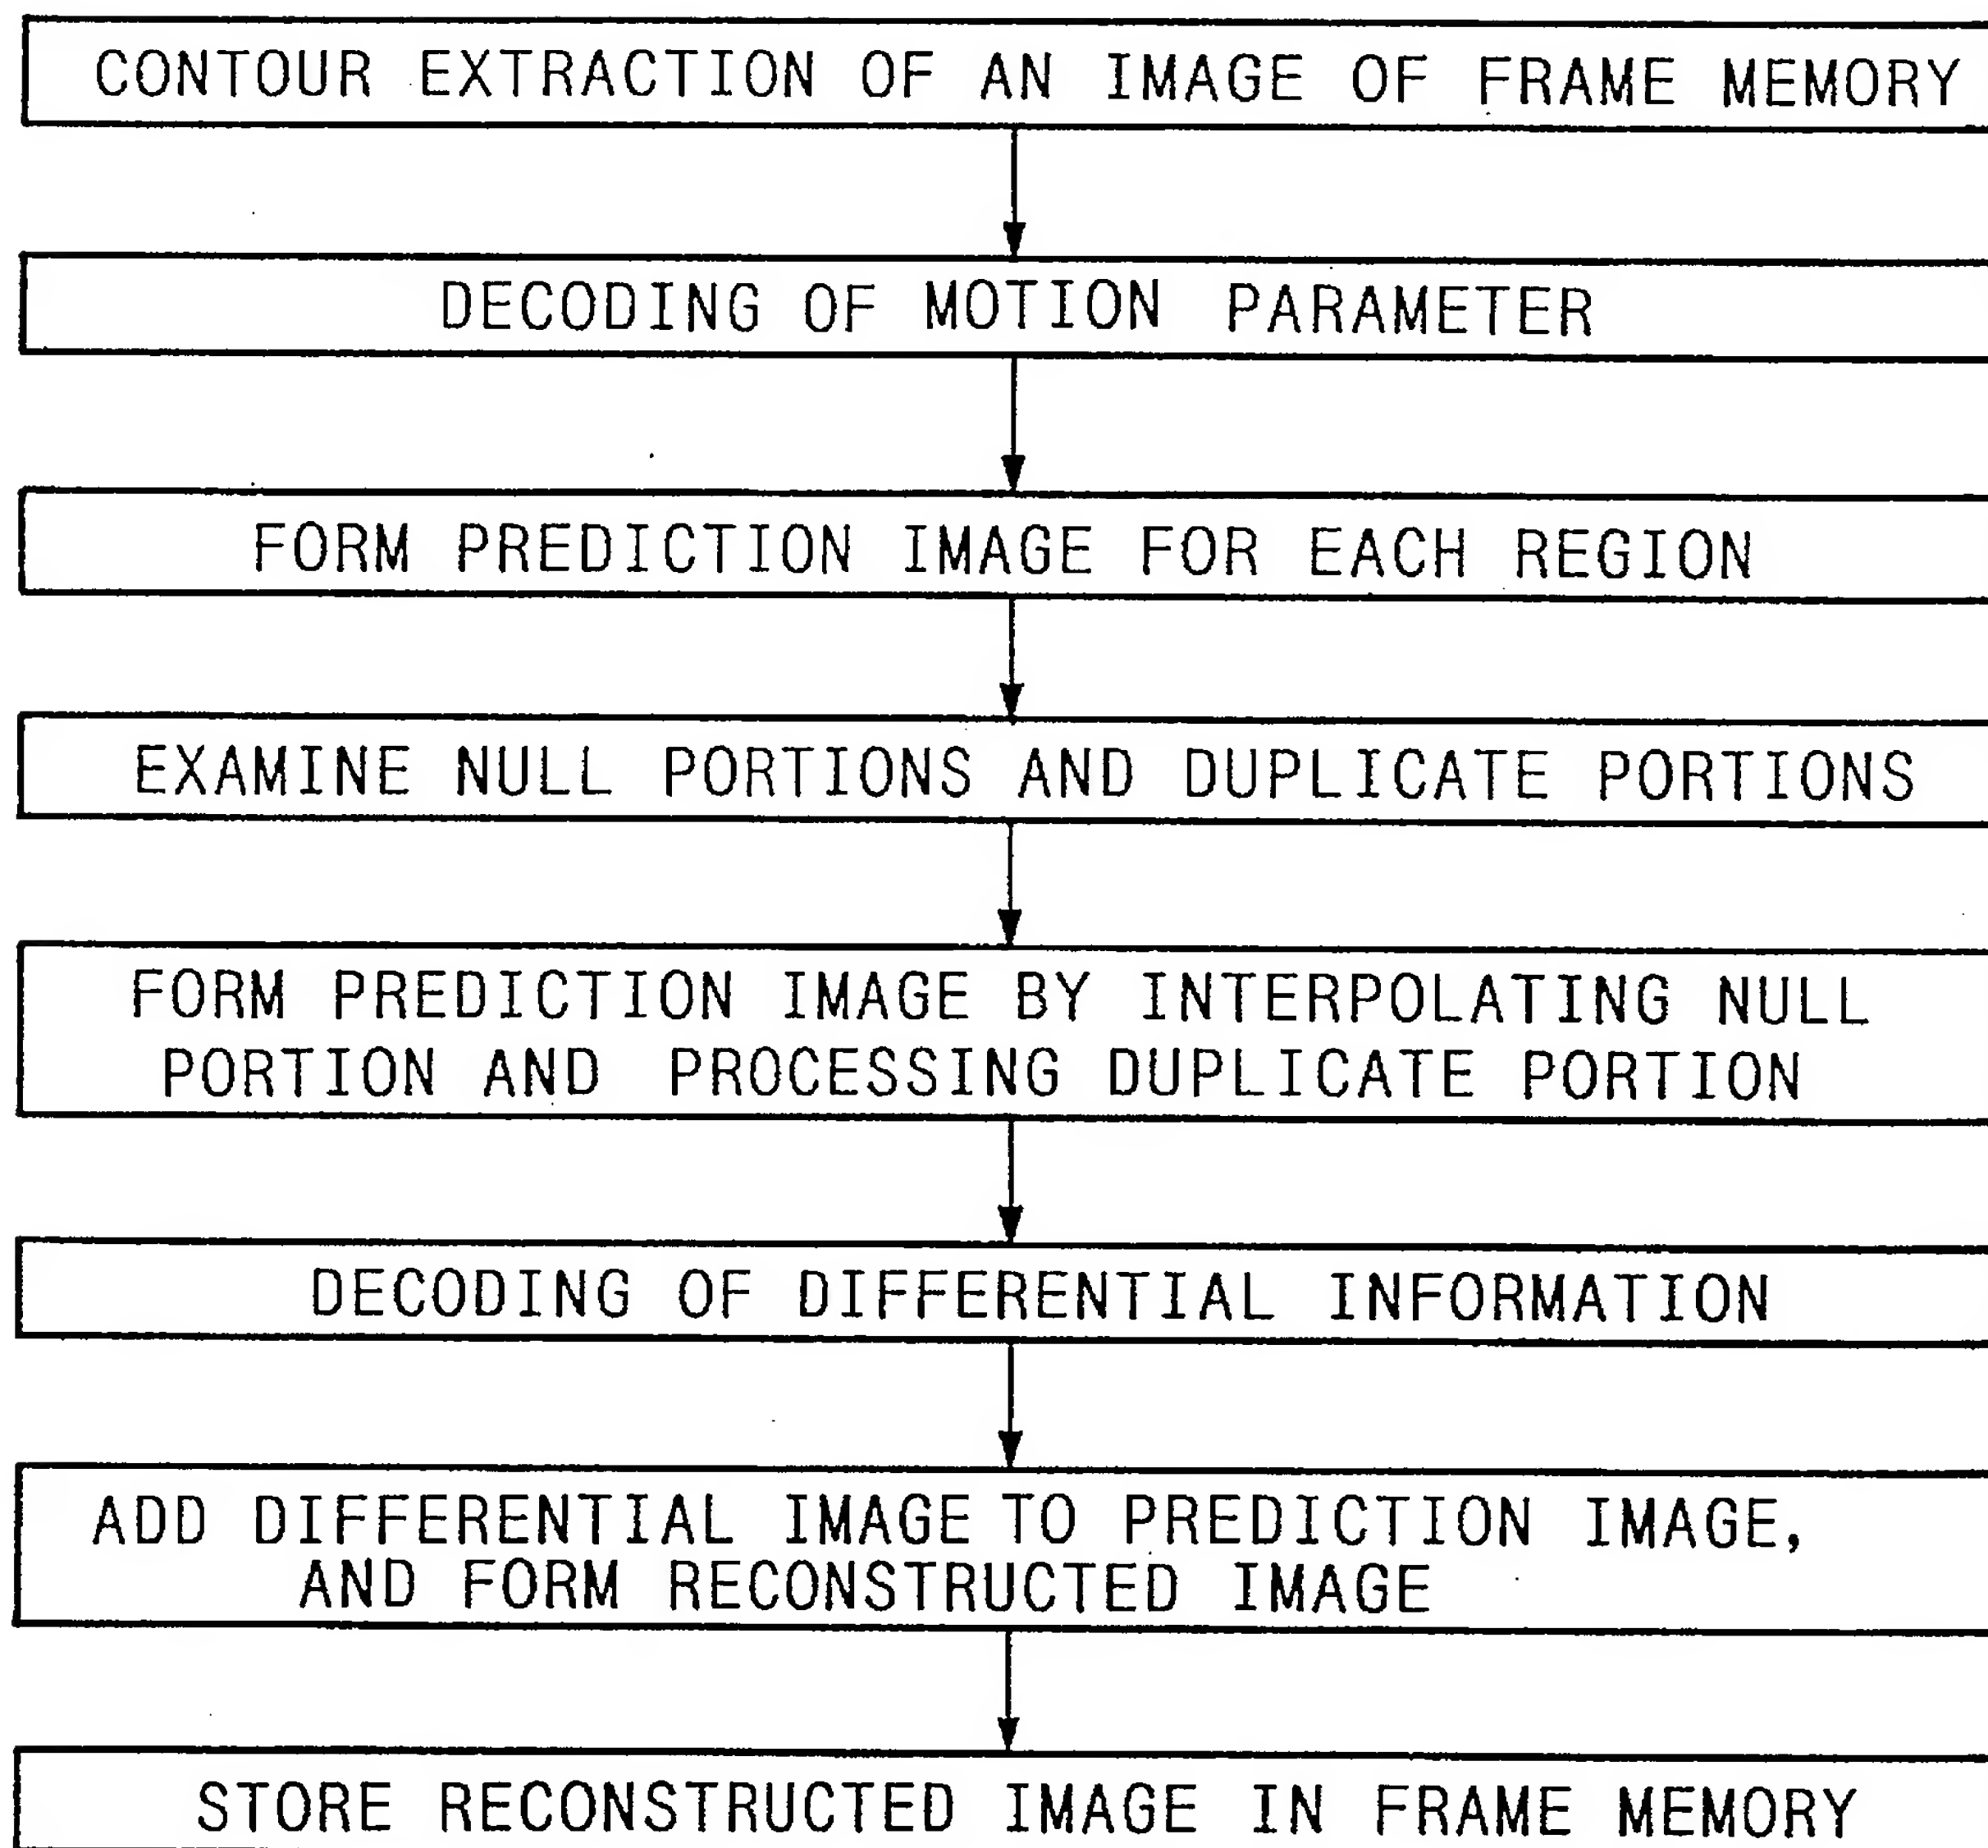 CONTOUR EXTRACTION OF AN IMAGE OF FRAME MEMORY
DECODING OF MOTION PARAMETER
FORM PREDICTION IMAGE FOR EACH REGION
EXAMINE NULL PORTIONS AND DUPLICATE PORTIONS
FORM PREDICTION IMAGE BY INTERPOLATING NULL
PORTION AND PROCESSING DUPLICATE PORTION
DECODING OF DIFFERENTIAL INFORMATION
ADD DIFFERENTIAL IMAGE TO PREDICTION IMAGE,
AND FORM RECONSTRUCTED IMAGE
STORE RECONSTRUCTED IMAGE IN FRAME MEMORY